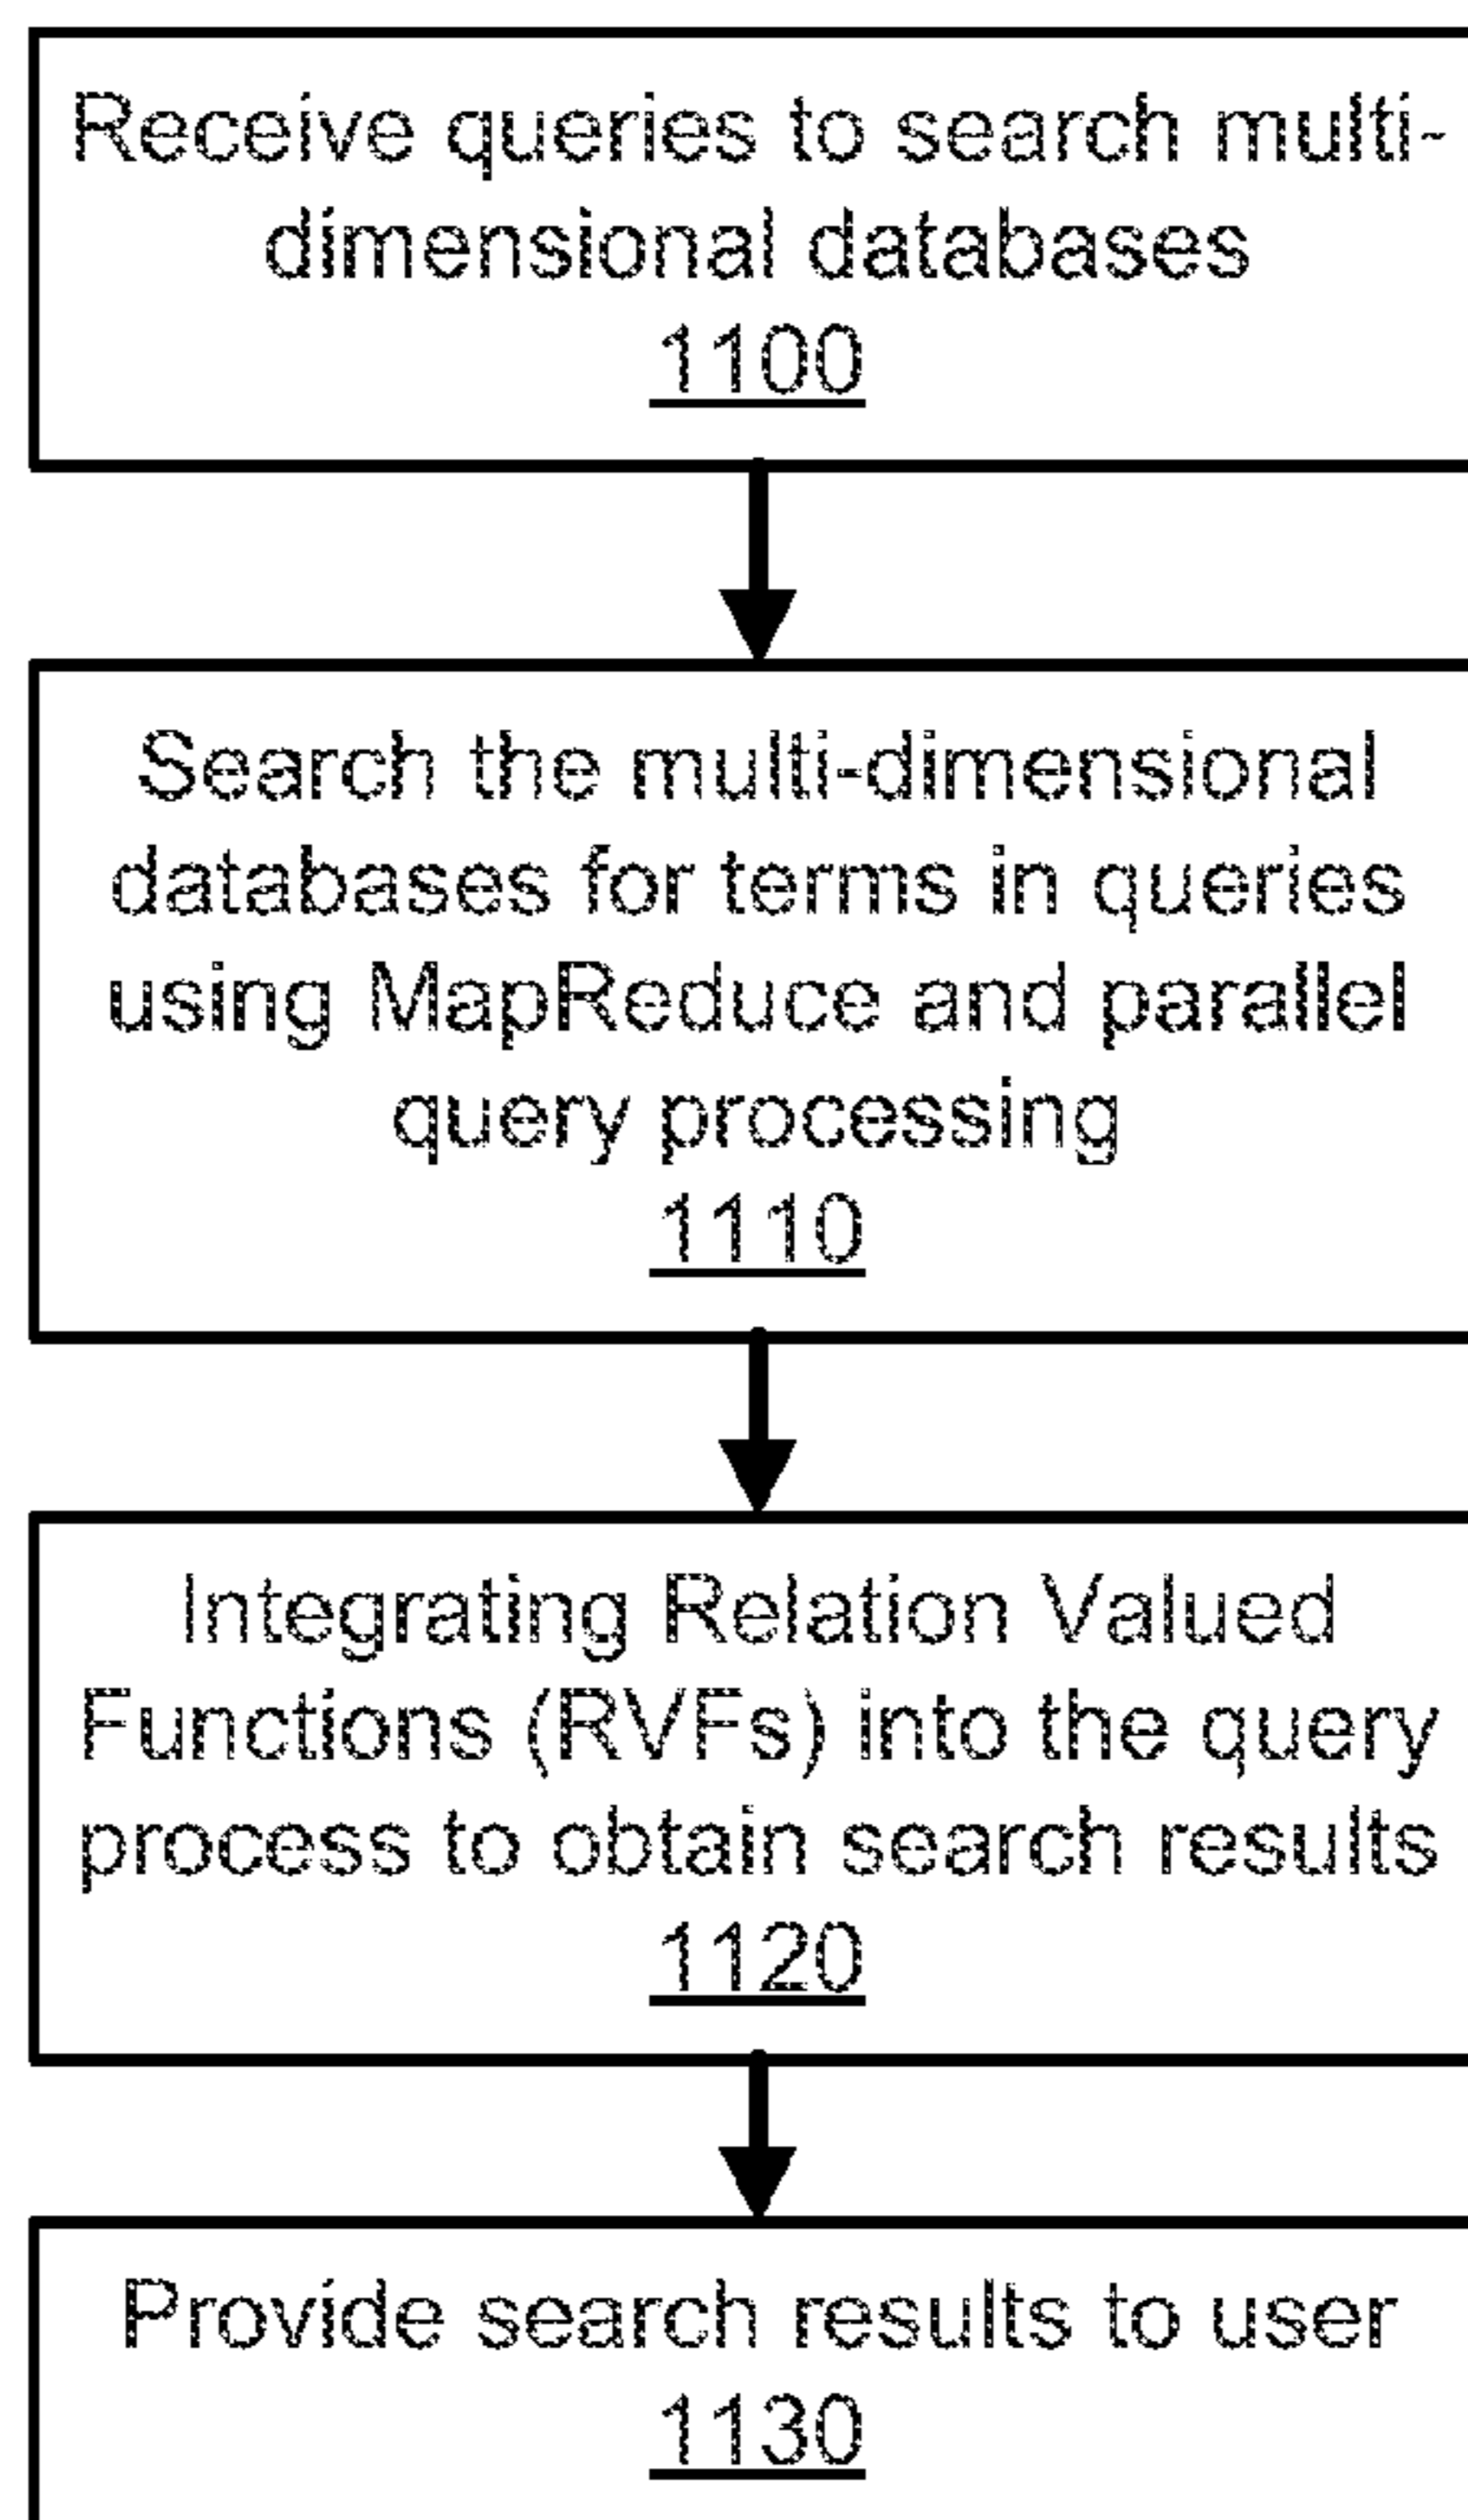 Receive queries to search multi-
dimensional databases
1100
Search the multi-dimensional
databases for terms in queries
using MapReduce and parallel
query processing
1110
Integrating Relation Valued
Functions (RVFs) into the query
process to obtain search results
1120
Provide search results to user
1130